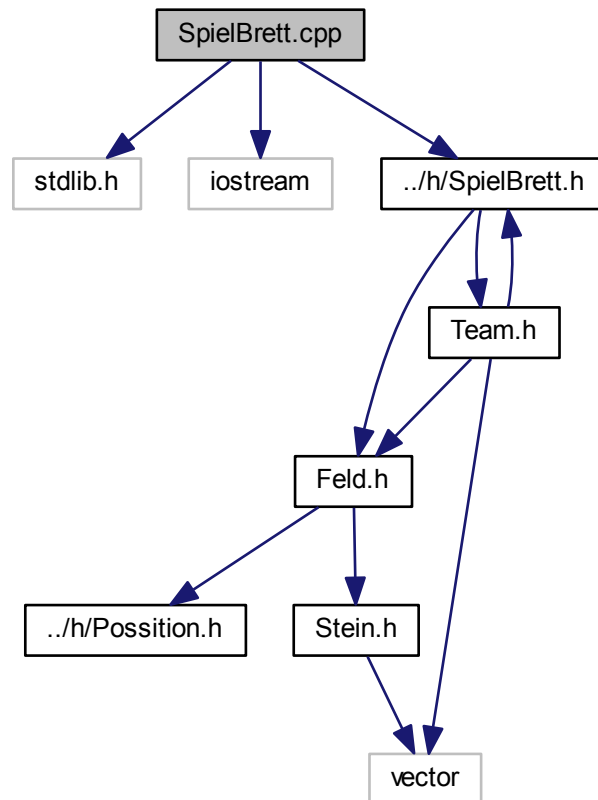 SpielBrett.cpp
stdlib.h
iostream
../h/SpielBrett.h
Team.h
Feld.h
../h/Possition.h
Stein.h
vector